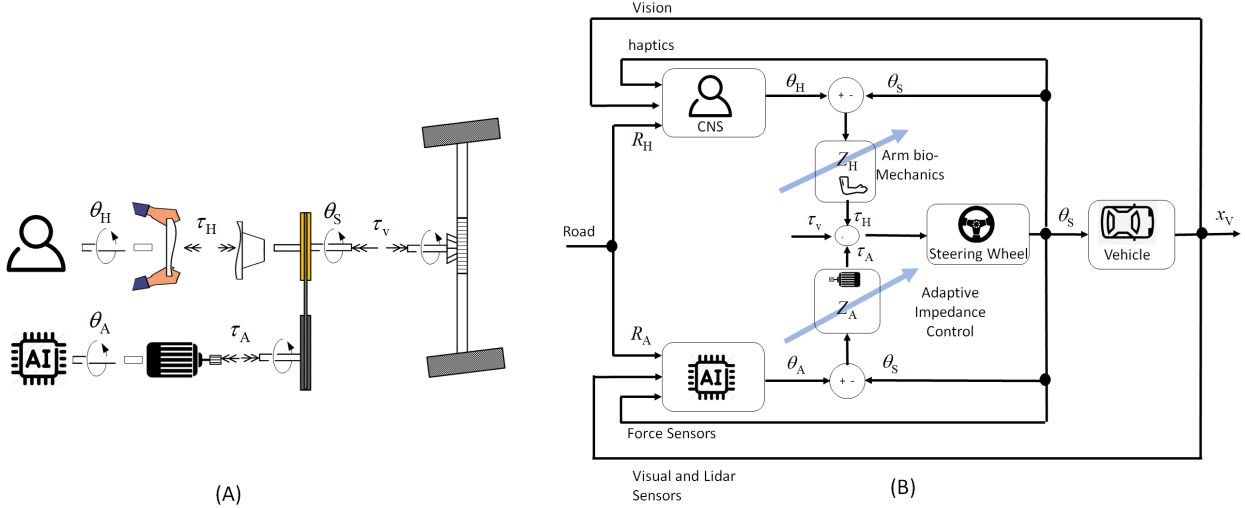 θH
τH
θS
τv
θA
τA
AI
(A)
Vision
haptics
CNS
θH
+ -
θS
RH
ZH
Arm bio-
Mechanics
Road
τv
τH
-
τA
Steering Wheel
θS
Vehicle
xV
ZA
Adaptive
Impedance
Control
RA
AI
θA
+ -
θS
Force Sensors
Visual and Lidar
Sensors
(B)